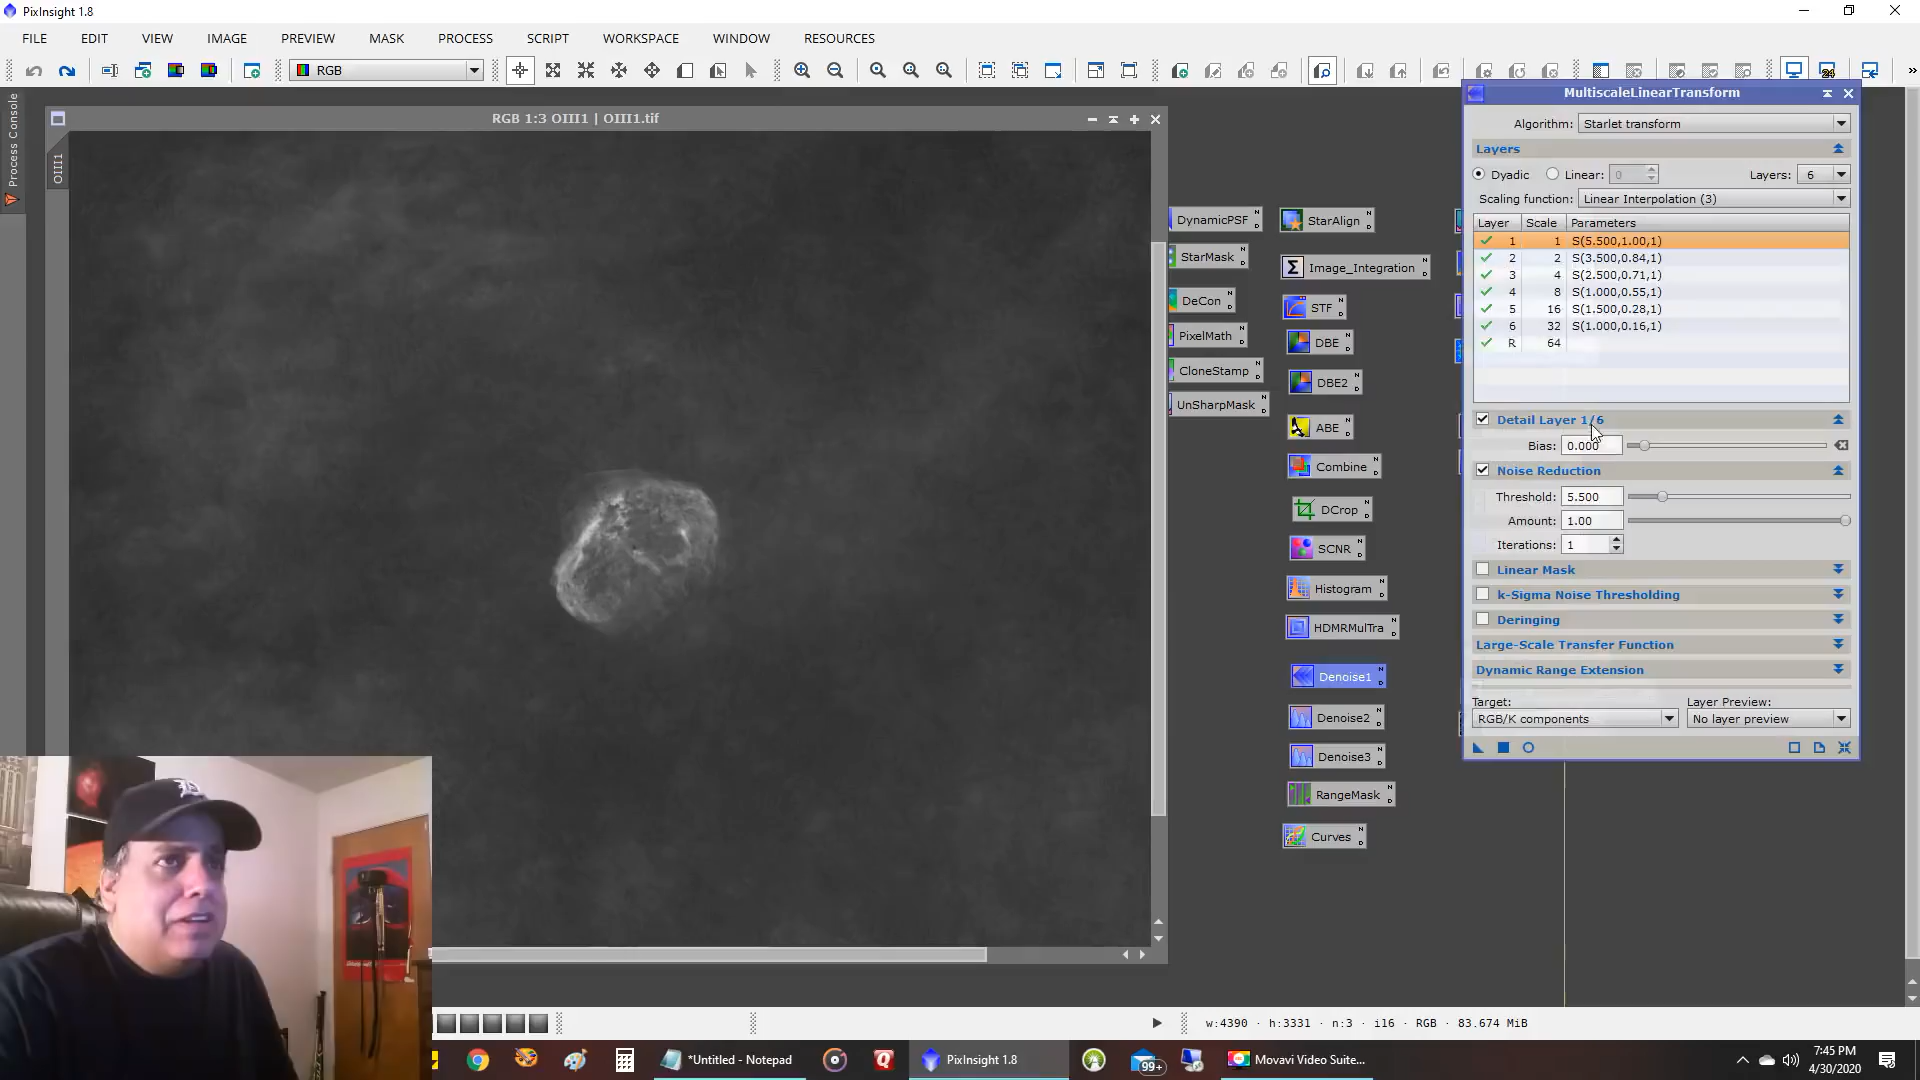 PixInsight 1.8
FILE EDIT VIEW IMAGE PREVIEW MASK PROCESS SCRIPT WORKSPACE WINDOW RESOURCES
RGB
24
Process Console
RGB 1:3 OIII1 | OIII1.tif
OIII1
DynamicPSF
StarMask
DeCon
PixelMath
CloneStamp
UnSharpMask
StarAlign
Image_Integration
STF
DBE
DBE2
ABE
Combine
DCrop
SCNR
Histogram
HDMRMulTra
Denoise1
Denoise2
Denoise3
RangeMask
Curves
MultiscaleLinearTransform
Algorithm: Starlet transform
Layers
Dyadic Linear: 0 Layers: 6
Scaling function: Linear Interpolation (3)
Layer Scale Parameters
1 1 S(5.500,1.00,1)
2 2 S(3.500,0.84,1)
3 4 S(2.500,0.71,1)
4 8 S(1.000,0.55,1)
5 16 S(1.500,0.28,1)
6 32 S(1.000,0.16,1)
R 64
Detail Layer 1/6
Bias: 0.000
Noise Reduction
Threshold: 5.500
Amount: 1.00
Iterations: 1
Linear Mask
k-Sigma Noise Thresholding
Deringing
Large-Scale Transfer Function
Dynamic Range Extension
Target: Layer Preview:
RGB/K components No layer preview
w:4390 · h:3331 · n:3 · i16 · RGB · 83.674 MiB
*Untitled - Notepad
PixInsight 1.8
99+
Movavi Video Suite...
7:45 PM
4/30/2020